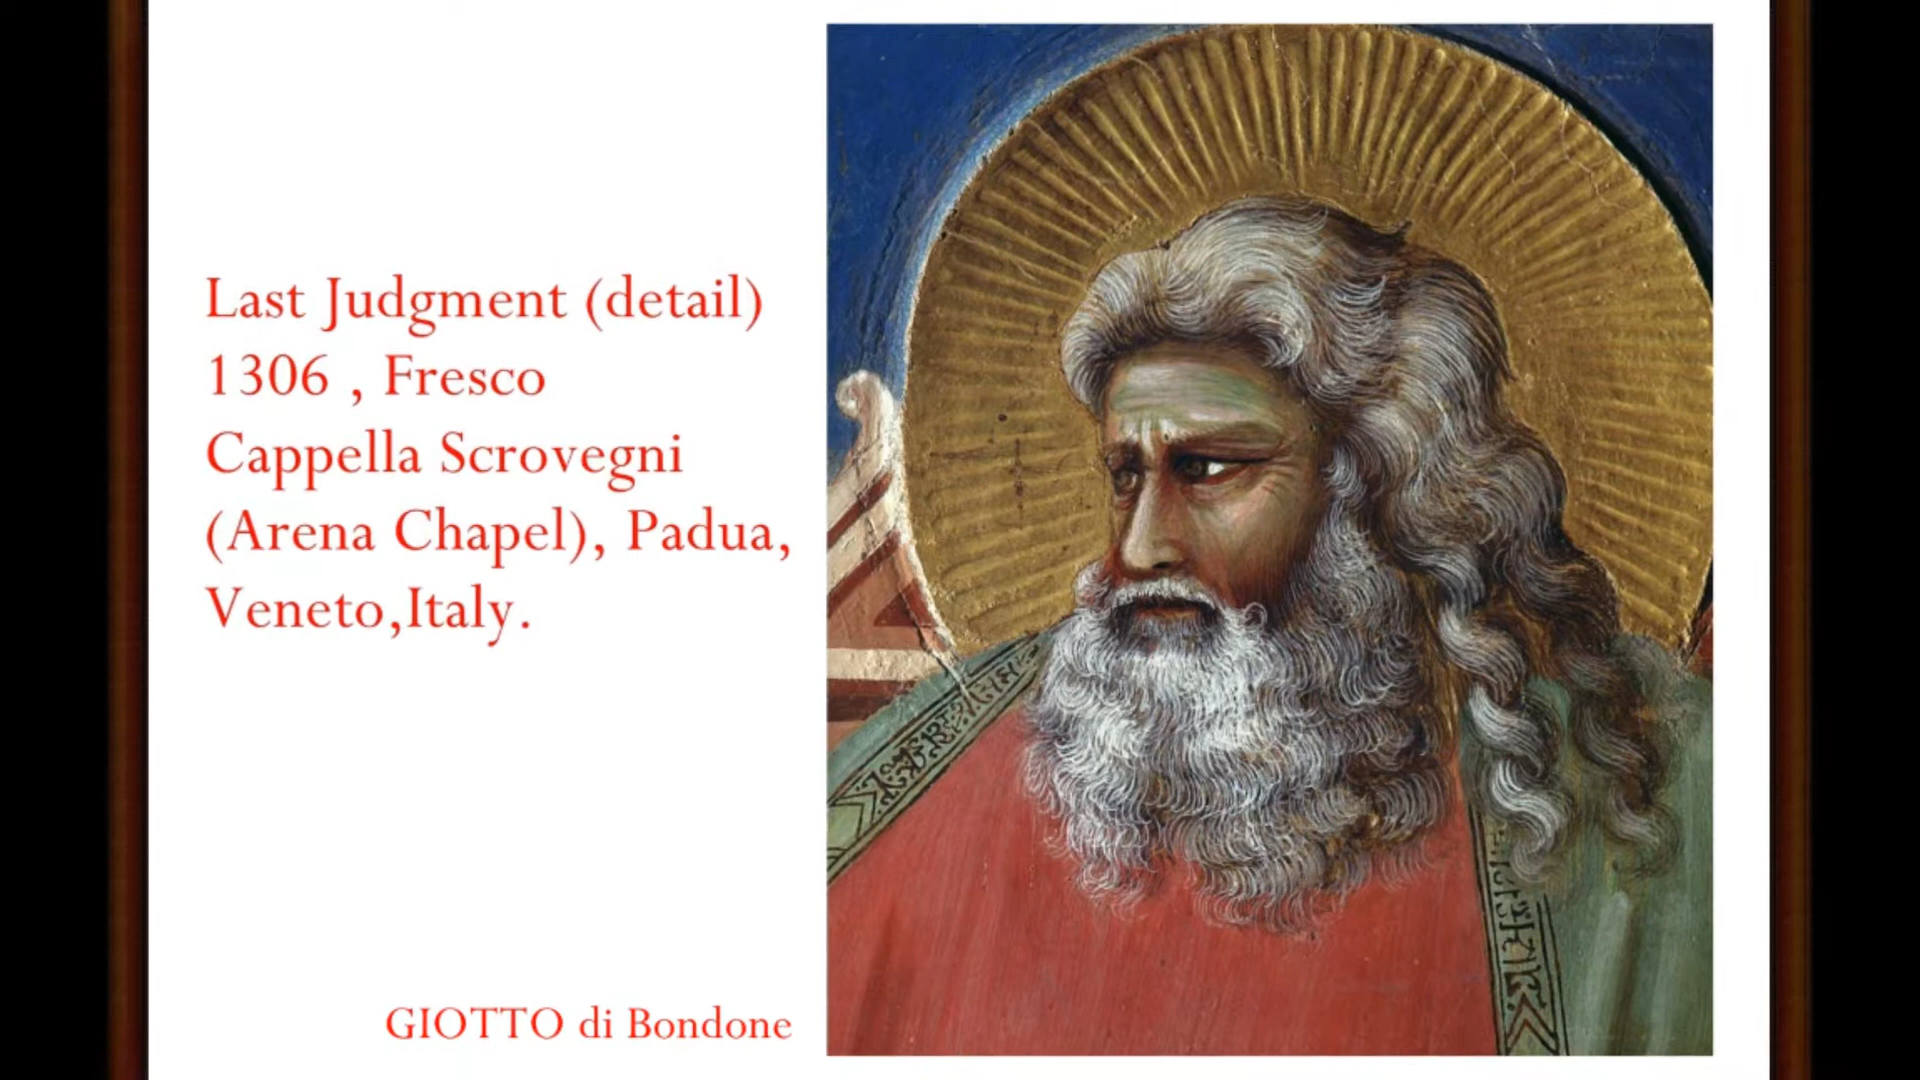 Last Judgment (detail)
1306 , Fresco
Cappella Scrovegni
(Arena Chapel), Padua,
Veneto,Italy.
GIOTTO di Bondone